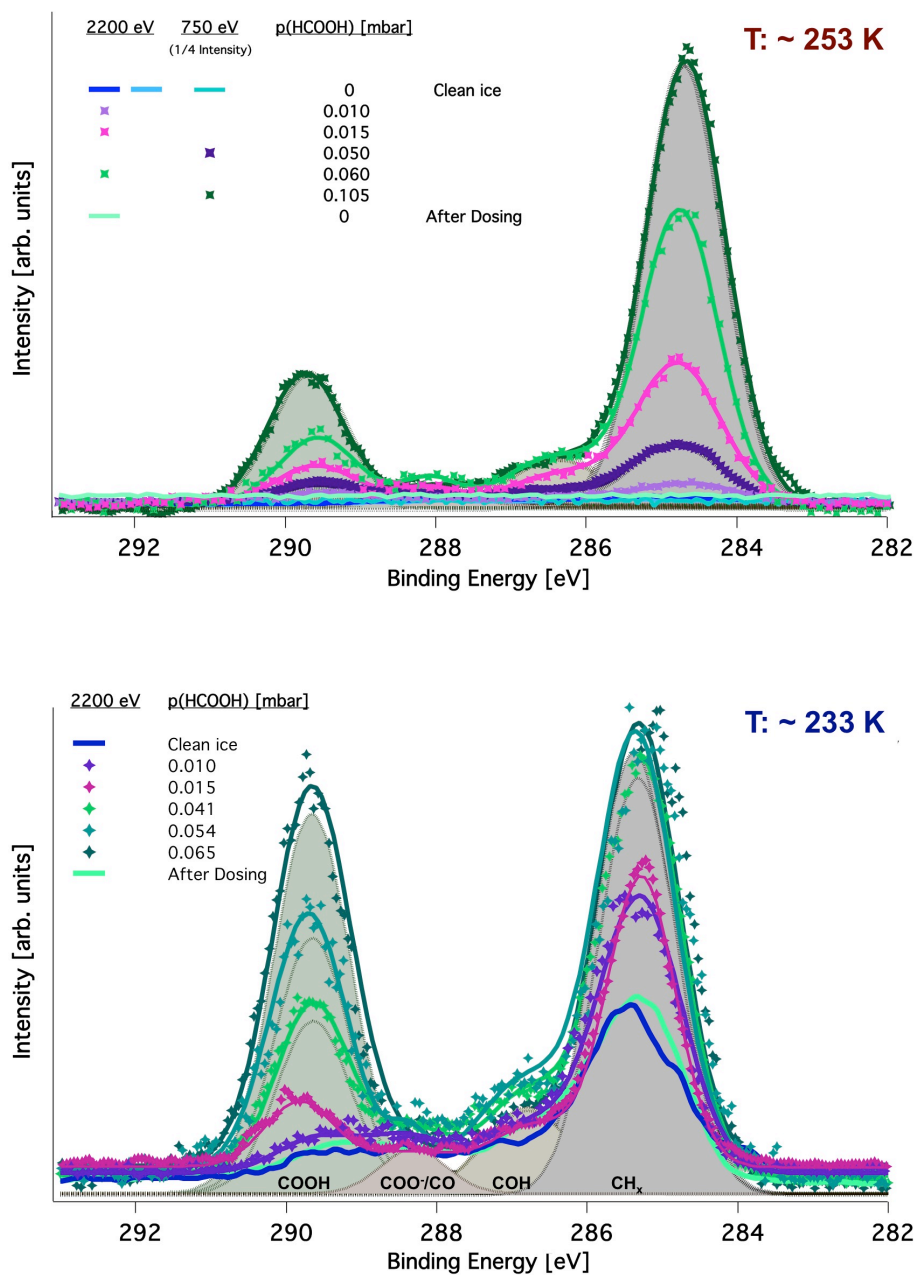 2200 eV 750 eV p(HCOOH) [mbar]
(1/4 Intensity)
T: ~ 253 K
0 Clean ice
0.010
0.015
0.050
0.060
0.105
0 After Dosing
Intensity [arb. units]
292 290 288 286 284 282
Binding Energy [eV]
2200 eV p(HCOOH) [mbar]
T: ~ 233 K
Clean ice
0.010
0.015
0.041
0.054
0.065
After Dosing
Intensity [arb. units]
COOH COO⁻/CO COH CHₓ
292 290 288 286 284 282
Binding Energy [eV]